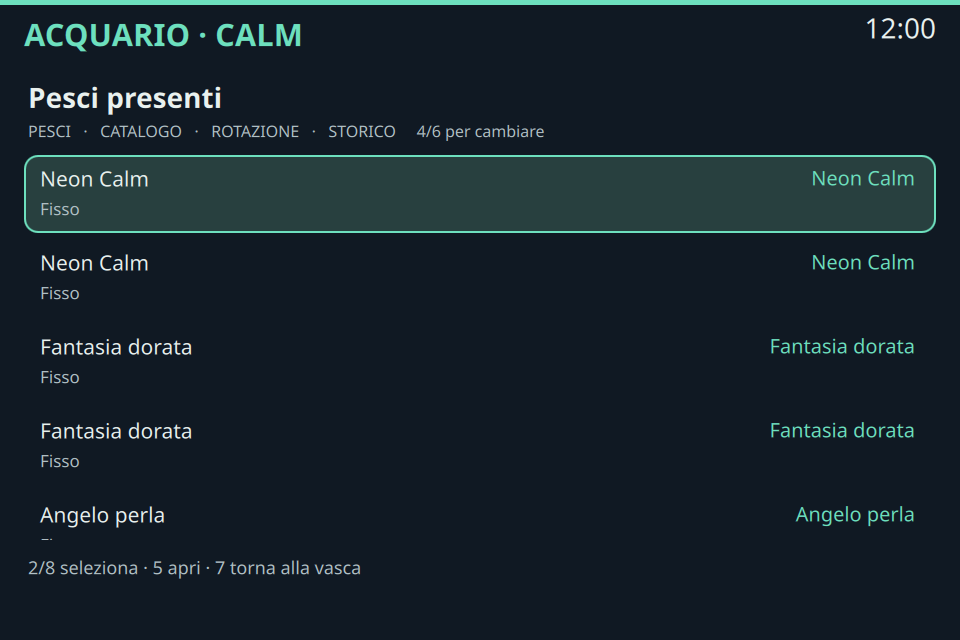 ACQUARIO · CALM
12:00
Pesci presenti
PESCI · CATALOGO · ROTAZIONE · STORICO 4/6 per cambiare
Neon Calm Neon Calm
Fisso
Neon Calm Neon Calm
Fisso
Fantasia dorata Fantasia dorata
Fisso
Fantasia dorata Fantasia dorata
Fisso
Angelo perla Angelo perla
2/8 seleziona · 5 apri · 7 torna alla vasca